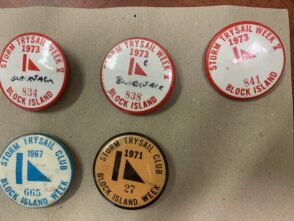 STORM TRYSAIL WEEK V
1973
834
BLOCK ISLAND
STORM TRYSAIL WEEK V
1973
C
838
BLOCK ISLAND
STORM TRYSAIL WEEK V
1973
841
BLOCK ISLAND
STORM TRYSAIL CLUB
1967
665
BLOCK ISLAND WEEK
STORM TRYSAIL CLUB
1971
27
BLOCK ISLAND WEEK